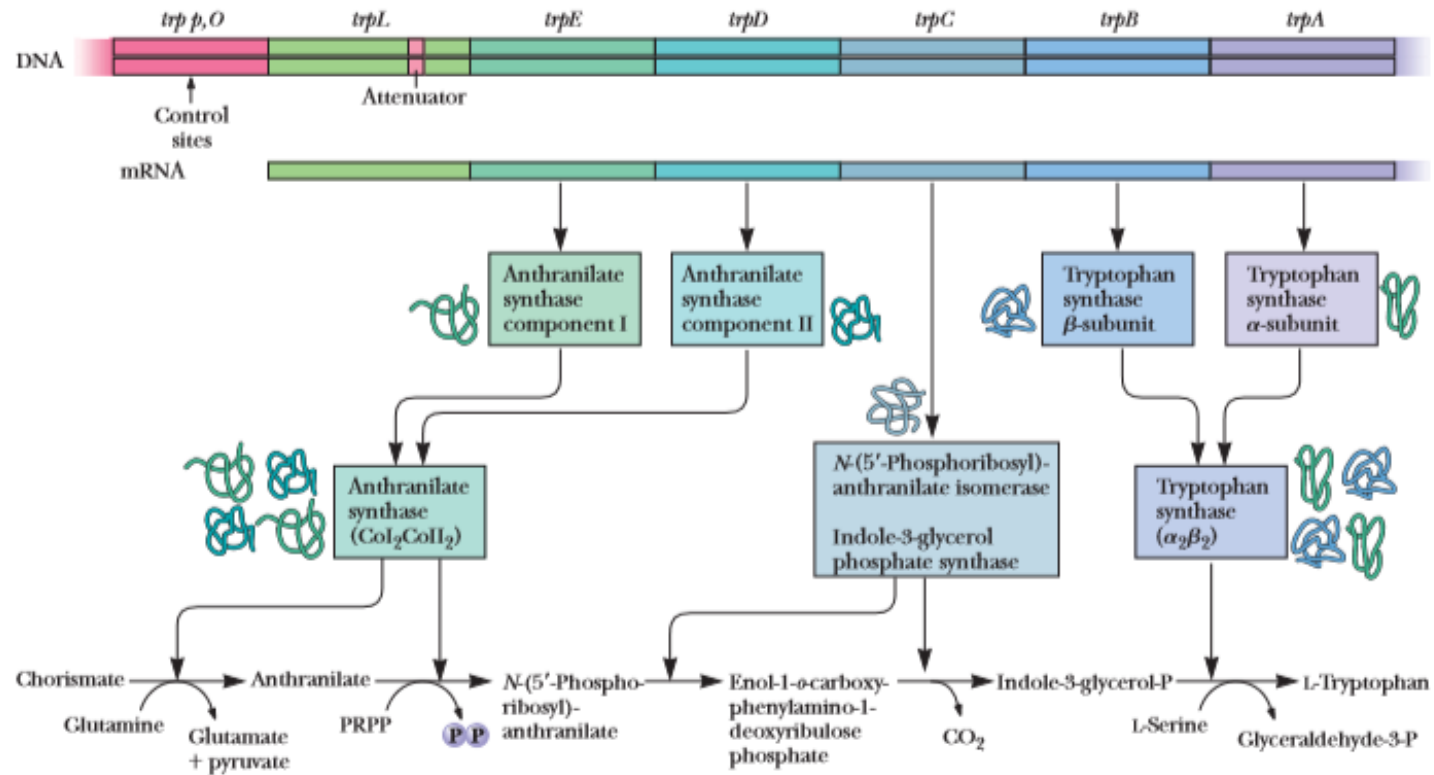 trp p,O trpL trpE trpD trpC trpB trpA
DNA
Attenuator
Control
sites
mRNA
Anthranilate
synthase
component I
Anthranilate
synthase
component II
Tryptophan
synthase
β-subunit
Tryptophan
synthase
α-subunit
Anthranilate
synthase
(CoI₂CoII₂)
N-(5′-Phosphoribosyl)-
anthranilate isomerase
Indole-3-glycerol
phosphate synthase
Tryptophan
synthase
(α₂β₂)
Chorismate
Glutamine
Glutamate
+ pyruvate
Anthranilate
PRPP
P P
N-(5′-Phospho-
ribosyl)-
anthranilate
Enol-1-o-carboxy-
phenylamino-1-
deoxyribulose
phosphate
CO₂
Indole-3-glycerol-P
L-Serine
Glyceraldehyde-3-P
L-Tryptophan